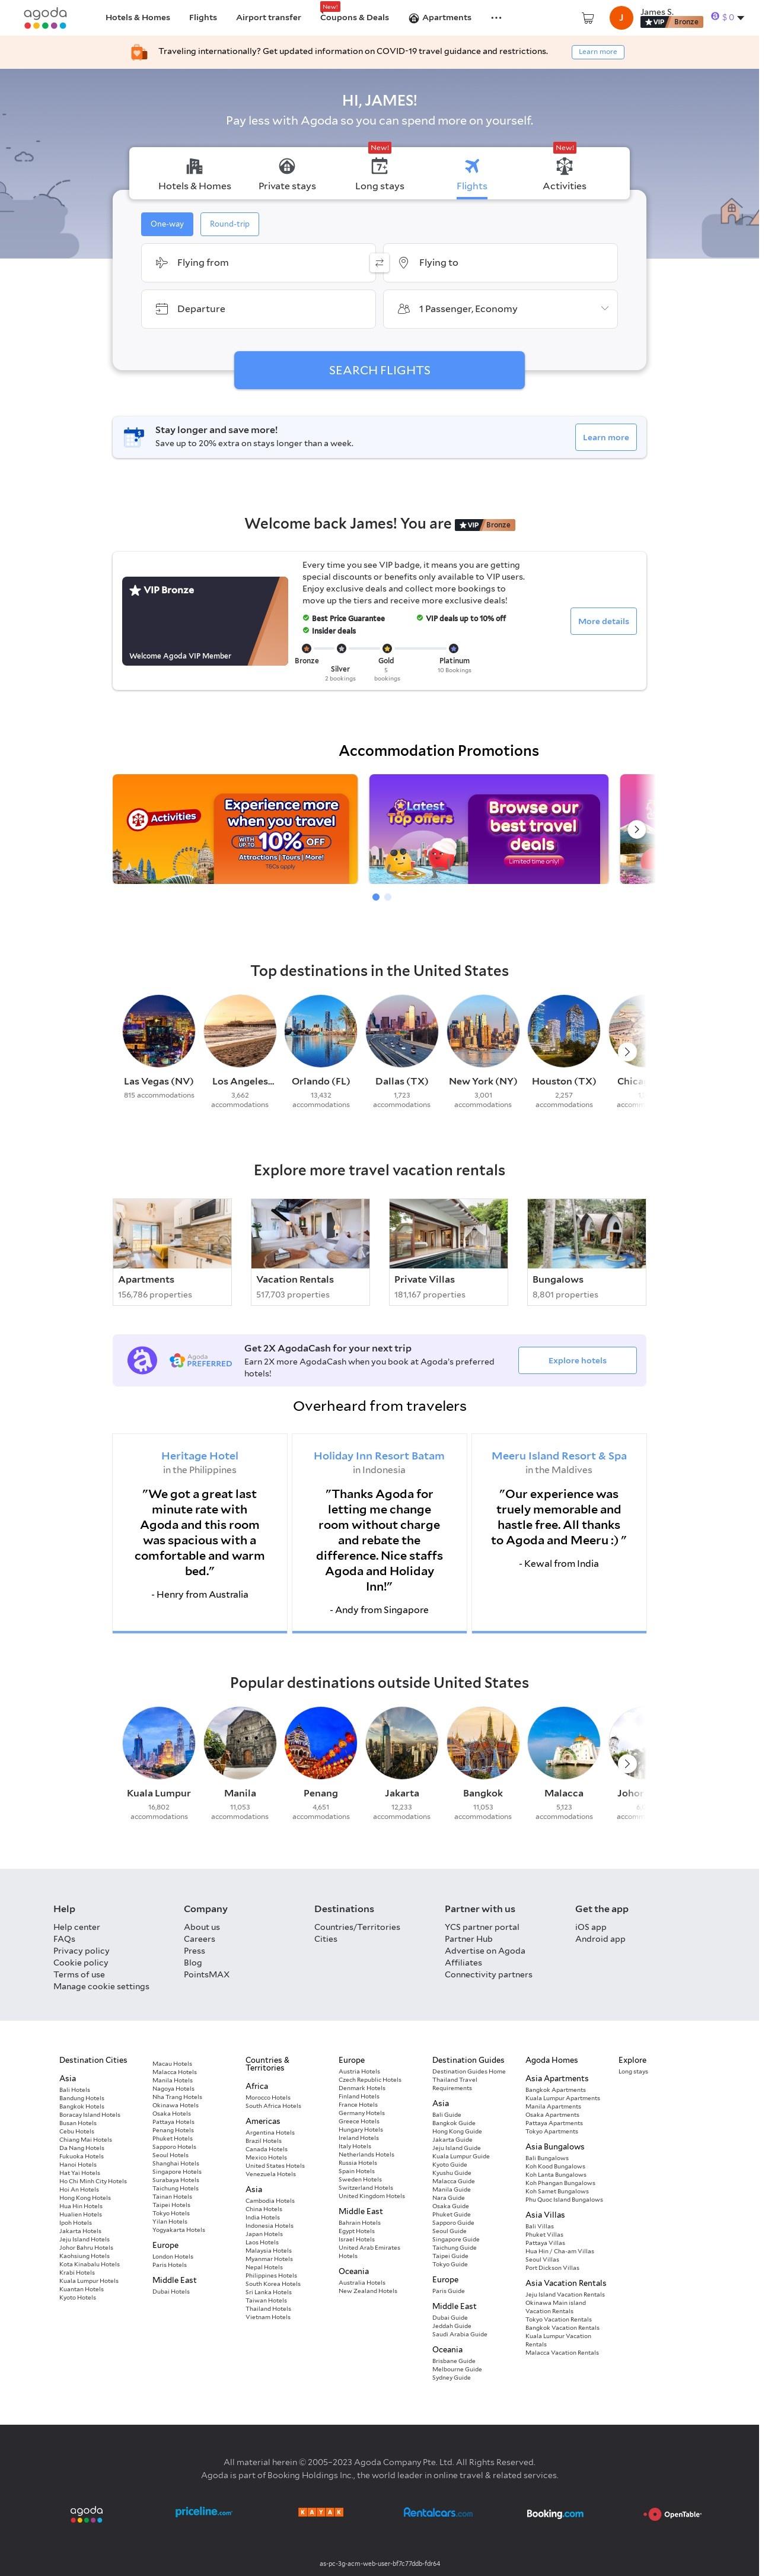 agoda
Hotels & Homes
Flights
Airport transfer
New!
Coupons & Deals
Apartments
J
James S.
VIP Bronze
$ 0
Traveling internationally? Get updated information on COVID-19 travel guidance and restrictions.
Learn more
HI, JAMES!
Pay less with Agoda so you can spend more on yourself.
New!
New!
Hotels & Homes
Private stays
Long stays
Flights
Activities
One-way
Round-trip
Flying from
Flying to
Departure
1 Passenger, Economy
SEARCH FLIGHTS
Stay longer and save more!
Save up to 20% extra on stays longer than a week.
Learn more
Welcome back James! You are VIP Bronze
VIP Bronze
Welcome Agoda VIP Member
Every time you see VIP badge, it means you are getting
special discounts or benefits only available to VIP users.
Enjoy exclusive deals and collect more bookings to
move up the tiers and receive more exclusive deals!
Best Price Guarantee
VIP deals up to 10% off
Insider deals
Bronze
Silver
2 bookings
Gold
5
bookings
Platinum
10 Bookings
More details
Accommodation Promotions
Activities
Experience more
when you travel
WITH UP TO 10% OFF
Attractions | Tours | More!
T&Cs apply
Latest
Top offers
Browse our
best travel
deals
Limited time only!
Top destinations in the United States
Las Vegas (NV)
815 accommodations
Los Angeles...
3,662
accommodations
Orlando (FL)
13,432
accommodations
Dallas (TX)
1,723
accommodations
New York (NY)
3,001
accommodations
Houston (TX)
2,257
accommodations
Explore more travel vacation rentals
Apartments
156,786 properties
Vacation Rentals
517,703 properties
Private Villas
181,167 properties
Bungalows
8,801 properties
a
Agoda
PREFERRED
Get 2X AgodaCash for your next trip
Earn 2X more AgodaCash when you book at Agoda's preferred
hotels!
Explore hotels
Overheard from travelers
Heritage Hotel
in the Philippines
"We got a great last
minute rate with
Agoda and this room
was spacious with a
comfortable and warm
bed."
- Henry from Australia
Holiday Inn Resort Batam
in Indonesia
"Thanks Agoda for
letting me change
room without charge
and rebate the
difference. Nice staffs
Agoda and Holiday
Inn!"
- Andy from Singapore
Meeru Island Resort & Spa
in the Maldives
"Our experience was
truely memorable and
hastle free. All thanks
to Agoda and Meeru :) "
- Kewal from India
Popular destinations outside United States
Kuala Lumpur
16,802
accommodations
Manila
11,053
accommodations
Penang
4,651
accommodations
Jakarta
12,233
accommodations
Bangkok
11,053
accommodations
Malacca
5,123
accommodations
Help
Help center
FAQs
Privacy policy
Cookie policy
Terms of use
Manage cookie settings
Company
About us
Careers
Press
Blog
PointsMAX
Destinations
Countries/Territories
Cities
Partner with us
YCS partner portal
Partner Hub
Advertise on Agoda
Affiliates
Connectivity partners
Get the app
iOS app
Android app
Destination Cities
Asia
Bali Hotels
Bandung Hotels
Bangkok Hotels
Boracay Island Hotels
Busan Hotels
Cebu Hotels
Chiang Mai Hotels
Da Nang Hotels
Fukuoka Hotels
Hanoi Hotels
Hat Yai Hotels
Ho Chi Minh City Hotels
Hoi An Hotels
Hong Kong Hotels
Hua Hin Hotels
Hualien Hotels
Ipoh Hotels
Jakarta Hotels
Jeju Island Hotels
Johor Bahru Hotels
Kaohsiung Hotels
Kota Kinabalu Hotels
Krabi Hotels
Kuala Lumpur Hotels
Kuantan Hotels
Kyoto Hotels
Macau Hotels
Malacca Hotels
Manila Hotels
Nagoya Hotels
Nha Trang Hotels
Okinawa Hotels
Osaka Hotels
Pattaya Hotels
Penang Hotels
Phuket Hotels
Sapporo Hotels
Seoul Hotels
Shanghai Hotels
Singapore Hotels
Surabaya Hotels
Taichung Hotels
Tainan Hotels
Taipei Hotels
Tokyo Hotels
Yilan Hotels
Yogyakarta Hotels
Europe
London Hotels
Paris Hotels
Middle East
Dubai Hotels
Countries &
Territories
Africa
Morocco Hotels
South Africa Hotels
Americas
Argentina Hotels
Brazil Hotels
Canada Hotels
Mexico Hotels
United States Hotels
Venezuela Hotels
Asia
Cambodia Hotels
China Hotels
India Hotels
Indonesia Hotels
Japan Hotels
Laos Hotels
Malaysia Hotels
Myanmar Hotels
Nepal Hotels
Philippines Hotels
South Korea Hotels
Sri Lanka Hotels
Taiwan Hotels
Thailand Hotels
Vietnam Hotels
Europe
Austria Hotels
Czech Republic Hotels
Denmark Hotels
Finland Hotels
France Hotels
Germany Hotels
Greece Hotels
Hungary Hotels
Ireland Hotels
Italy Hotels
Netherlands Hotels
Russia Hotels
Spain Hotels
Sweden Hotels
Switzerland Hotels
United Kingdom Hotels
Middle East
Bahrain Hotels
Egypt Hotels
Israel Hotels
United Arab Emirates
Hotels
Oceania
Australia Hotels
New Zealand Hotels
Destination Guides
Destination Guides Home
Thailand Travel
Requirements
Asia
Bali Guide
Bangkok Guide
Hong Kong Guide
Jakarta Guide
Jeju Island Guide
Kuala Lumpur Guide
Kyoto Guide
Kyushu Guide
Malacca Guide
Manila Guide
Nara Guide
Osaka Guide
Phuket Guide
Sapporo Guide
Seoul Guide
Singapore Guide
Taichung Guide
Taipei Guide
Tokyo Guide
Europe
Paris Guide
Middle East
Dubai Guide
Jeddah Guide
Saudi Arabia Guide
Oceania
Brisbane Guide
Melbourne Guide
Sydney Guide
Agoda Homes
Asia Apartments
Bangkok Apartments
Kuala Lumpur Apartments
Manila Apartments
Osaka Apartments
Pattaya Apartments
Tokyo Apartments
Asia Bungalows
Bali Bungalows
Koh Kood Bungalows
Koh Lanta Bungalows
Koh Phangan Bungalows
Koh Samet Bungalows
Phu Quoc Island Bungalows
Asia Villas
Bali Villas
Phuket Villas
Pattaya Villas
Hua Hin / Cha-am Villas
Seoul Villas
Port Dickson Villas
Asia Vacation Rentals
Jeju Island Vacation Rentals
Okinawa Main island
Vacation Rentals
Tokyo Vacation Rentals
Bangkok Vacation Rentals
Kuala Lumpur Vacation
Rentals
Malacca Vacation Rentals
Explore
Long stays
All material herein © 2005–2023 Agoda Company Pte. Ltd. All Rights Reserved.
Agoda is part of Booking Holdings Inc., the world leader in online travel & related services.
agoda
priceline.com
KAYAK
Rentalcars.com
Booking.com
OpenTable
as-pc-3g-acm-web-user-bf7c77ddb-fdr64